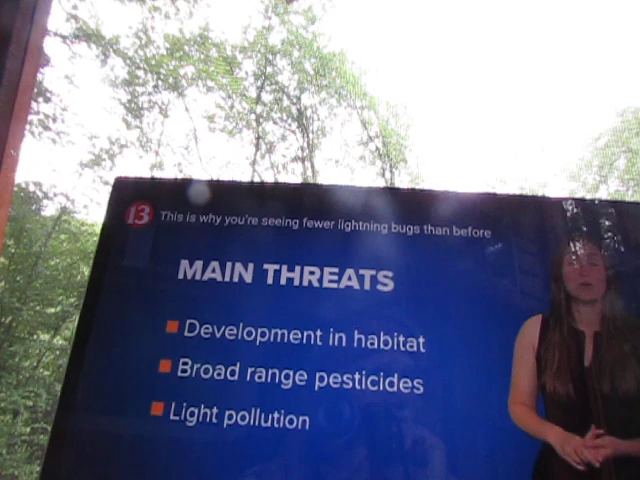 13 This is why you're seeing fewer lightning bugs than before
MAIN THREATS
Development in habitat
Broad range pesticides
Light pollution